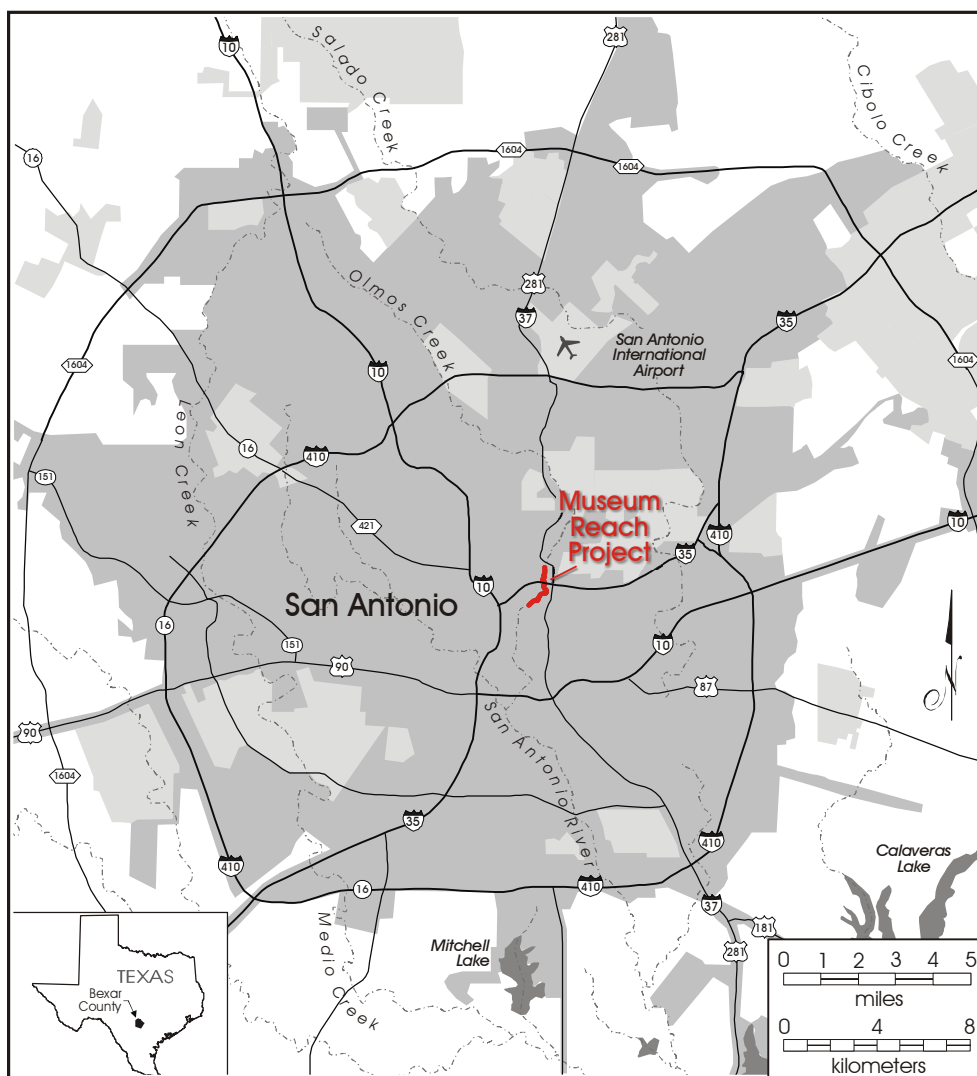 10
281
Salado Creek
Cibolo Creek
16
1604
1604
Olmos Creek
281
37
35
San Antonio
International
Airport
1604
1604
10
Leon Creek
16
410
151
421
Museum
Reach
Project
10
410
35
10
San Antonio
16
10
151
90
87
90
San Antonio River
1604
35
410
410
Calaveras
Lake
16
410
37
181
281
Medio Creek
Mitchell
Lake
TEXAS
Bexar
County
N
0 1 2 3 4 5
miles
0 4 8
kilometers